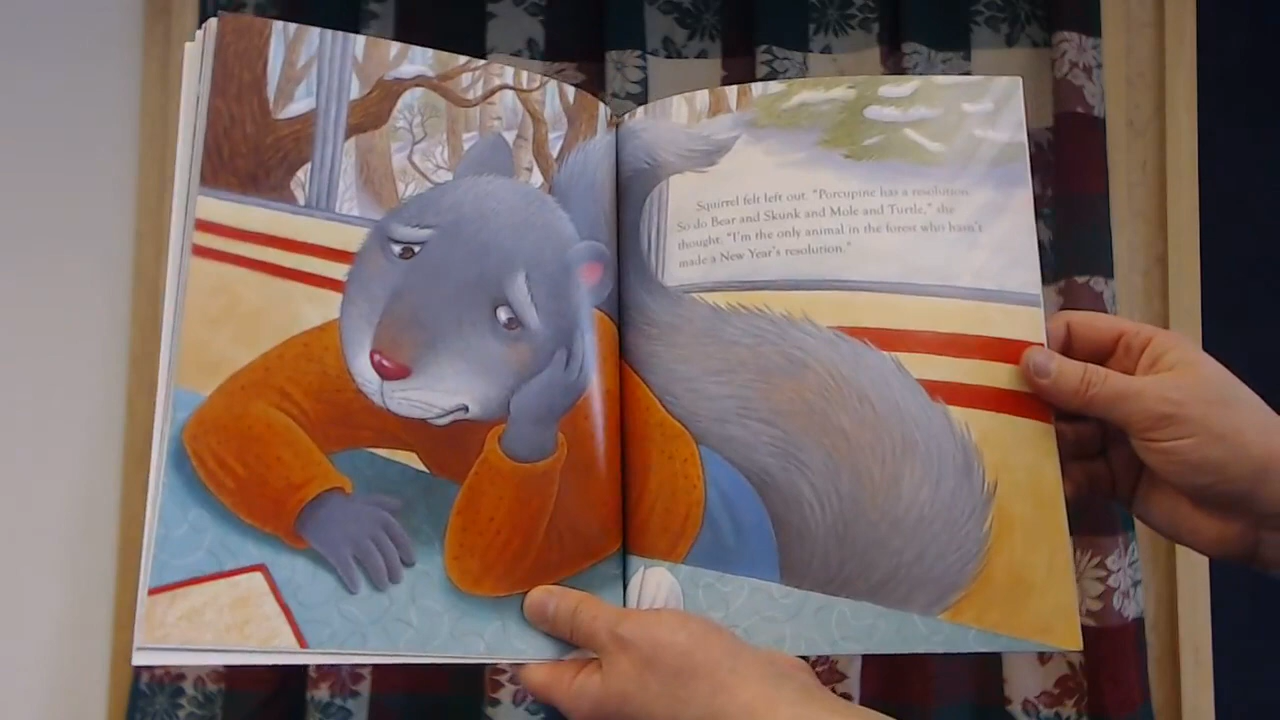 Squirrel felt left out. "Porcupine has a resolution.
So do Bear and Skunk and Mole and Turtle," she
thought. "I'm the only animal in the forest who hasn't
made a New Year's resolution."